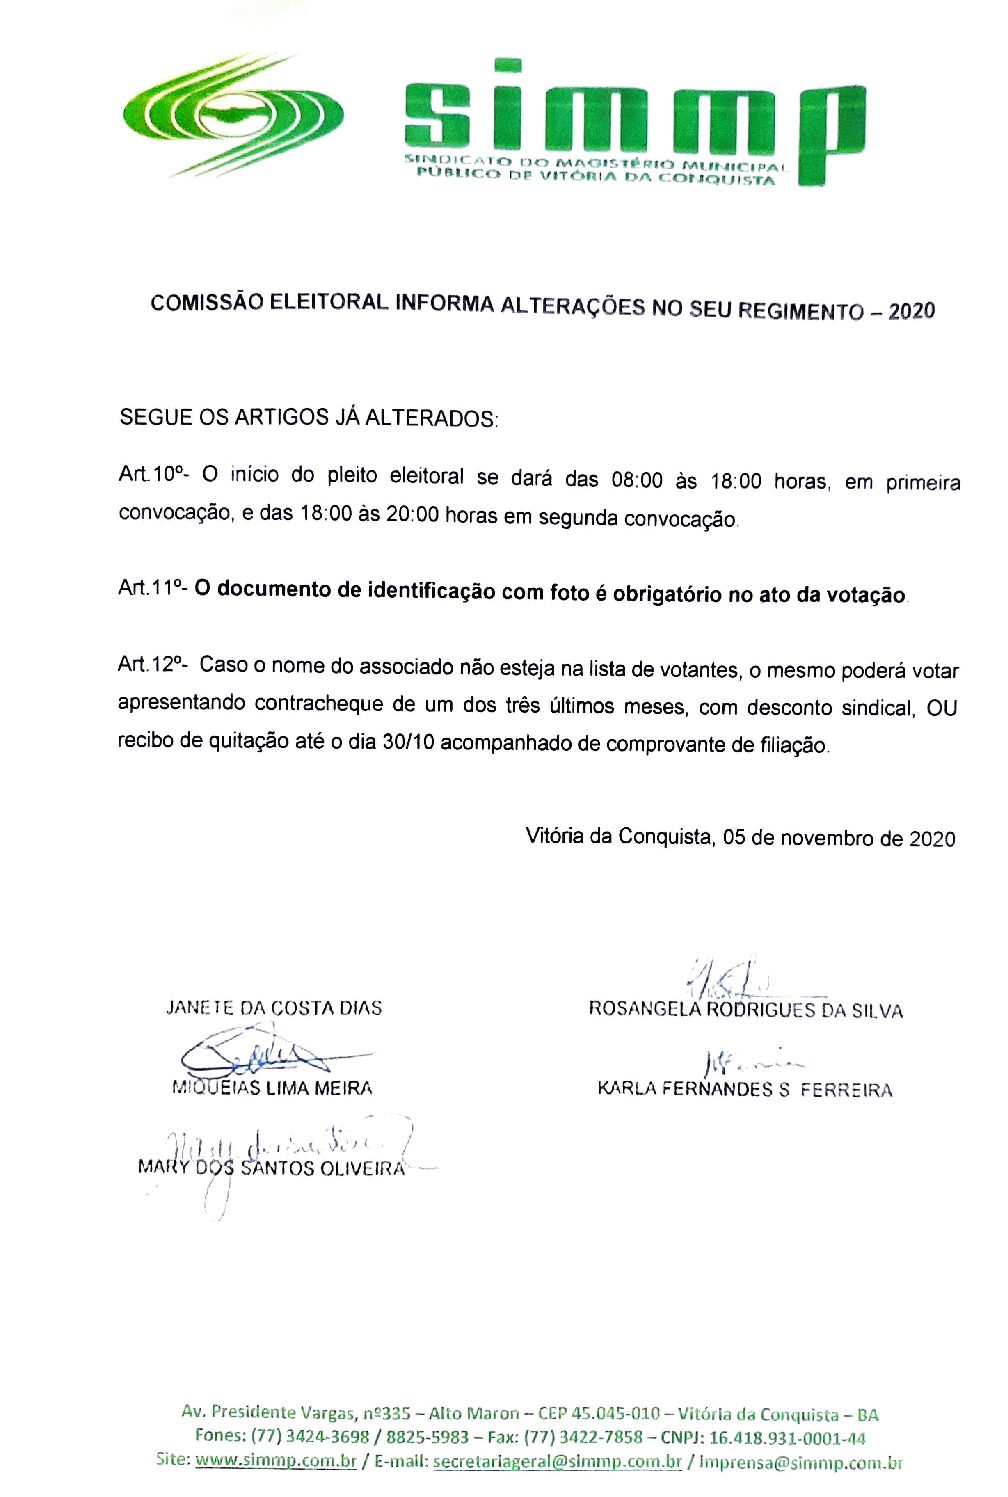 simmp
SINDICATO DO MAGISTÉRIO MUNICIPAL
PÚBLICO DE VITÓRIA DA CONQUISTA
COMISSÃO ELEITORAL INFORMA ALTERAÇÕES NO SEU REGIMENTO – 2020
SEGUE OS ARTIGOS JÁ ALTERADOS:
Art.10º- O início do pleito eleitoral se dará das 08:00 às 18:00 horas, em primeira
convocação, e das 18:00 às 20:00 horas em segunda convocação.
Art.11º- O documento de identificação com foto é obrigatório no ato da votação.
Art.12º- Caso o nome do associado não esteja na lista de votantes, o mesmo poderá votar
apresentando contracheque de um dos três últimos meses, com desconto sindical, OU
recibo de quitação até o dia 30/10 acompanhado de comprovante de filiação.
Vitória da Conquista, 05 de novembro de 2020
JANETE DA COSTA DIAS
ROSANGELA RODRIGUES DA SILVA
MIQUEIAS LIMA MEIRA
KARLA FERNANDES S FERREIRA
MARY DOS SANTOS OLIVEIRA
Av. Presidente Vargas, nº335 – Alto Maron – CEP 45.045-010 – Vitória da Conquista – BA
Fones: (77) 3424-3698 / 8825-5983 – Fax: (77) 3422-7858 – CNPJ: 16.418.931-0001-44
Site: www.simmp.com.br / E-mail: secretariageral@simmp.com.br / imprensa@simmp.com.br